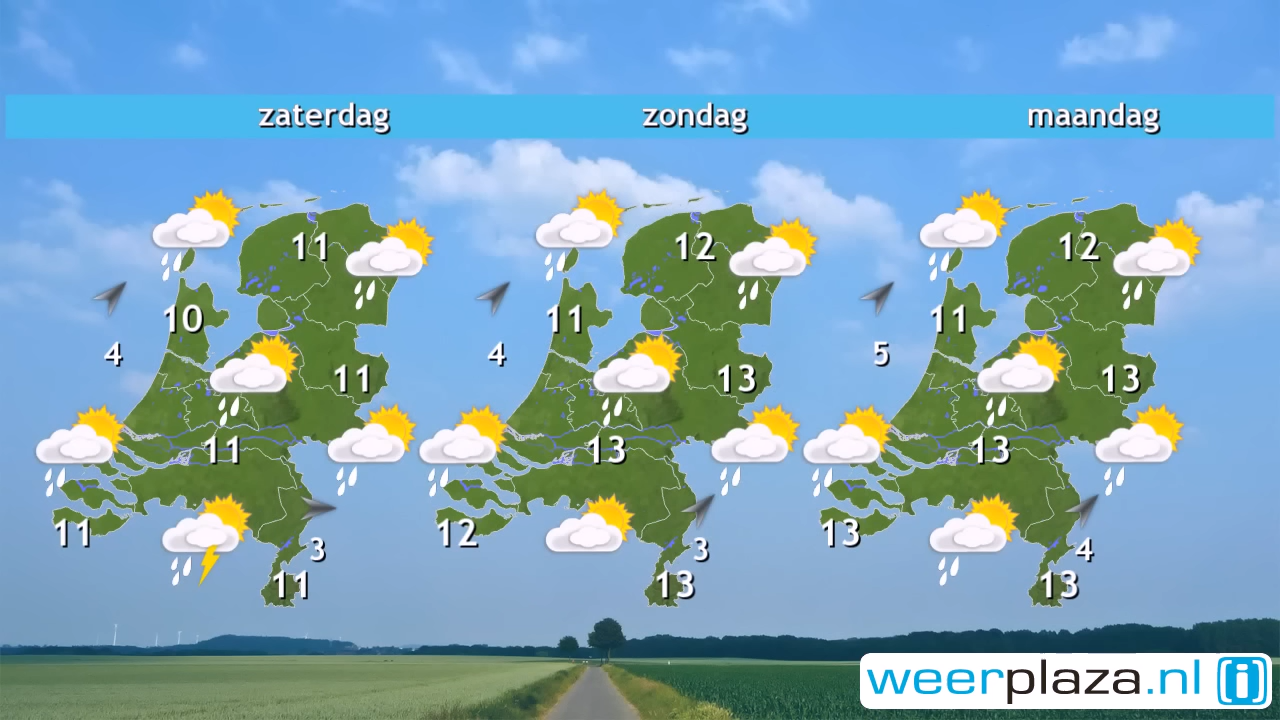 zaterdag zondag maandag
11 12 12
10 11 11
4 4 5
11 13 13
11 13 13
11 12 13
3 3 4
11 13 13
weerplaza.nl [i]